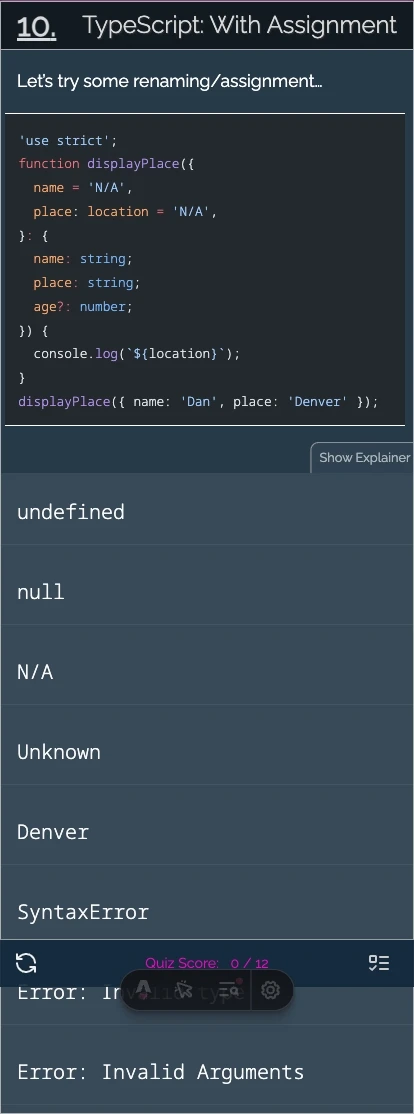 10. TypeScript: With Assignment
Let's try some renaming/assignment…
'use strict';
function displayPlace({
  name = 'N/A',
  place: location = 'N/A',
}: {
  name: string;
  place: string;
  age?: number;
}) {
  console.log(`${location}`);
}
displayPlace({ name: 'Dan', place: 'Denver' });
Show Explainer
undefined
null
N/A
Unknown
Denver
SyntaxError
Quiz Score: 0 / 12
Error: Invalid type
Error: Invalid Arguments